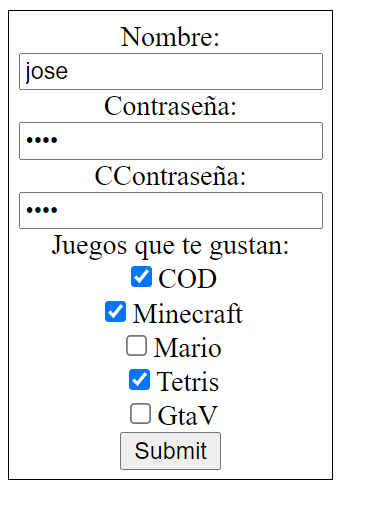 Nombre:
jose
Contraseña:
••••
CContraseña:
••••
Juegos que te gustan:
COD
Minecraft
Mario
Tetris
GtaV
Submit